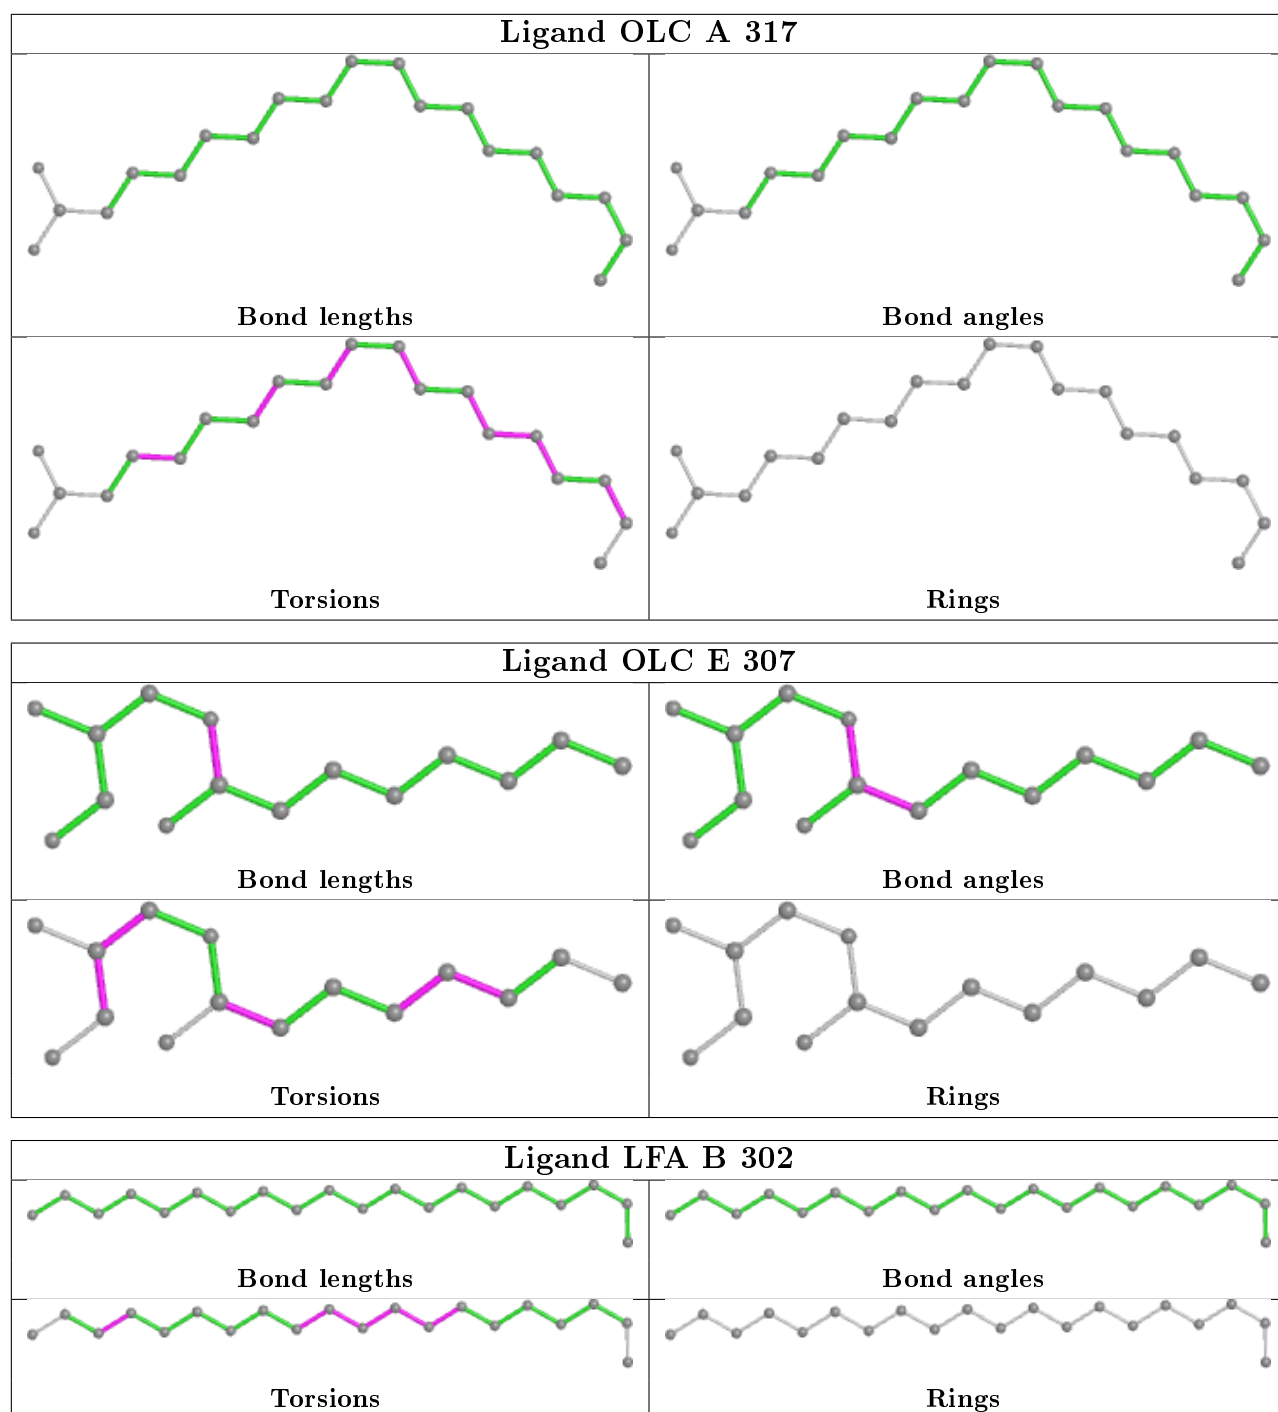 Ligand OLC A 317
Bond lengths
Bond angles
Torsions
Rings
Ligand OLC E 307
Bond lengths
Bond angles
Torsions
Rings
Ligand LFA B 302
Bond lengths
Bond angles
Torsions
Rings